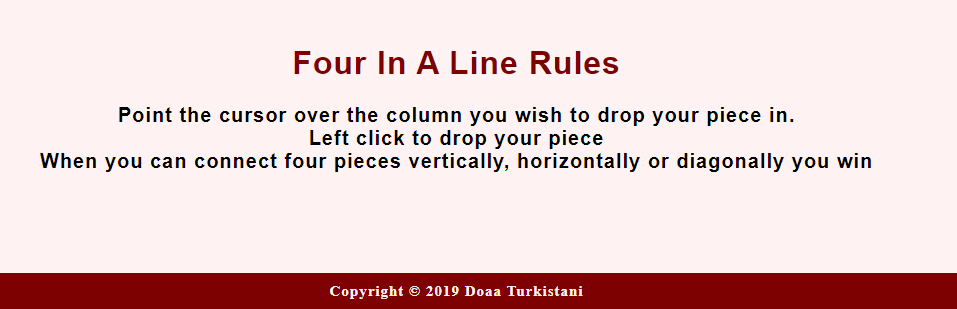 Four In A Line Rules
Point the cursor over the column you wish to drop your piece in.
Left click to drop your piece
When you can connect four pieces vertically, horizontally or diagonally you win
Copyright © 2019 Doaa Turkistani